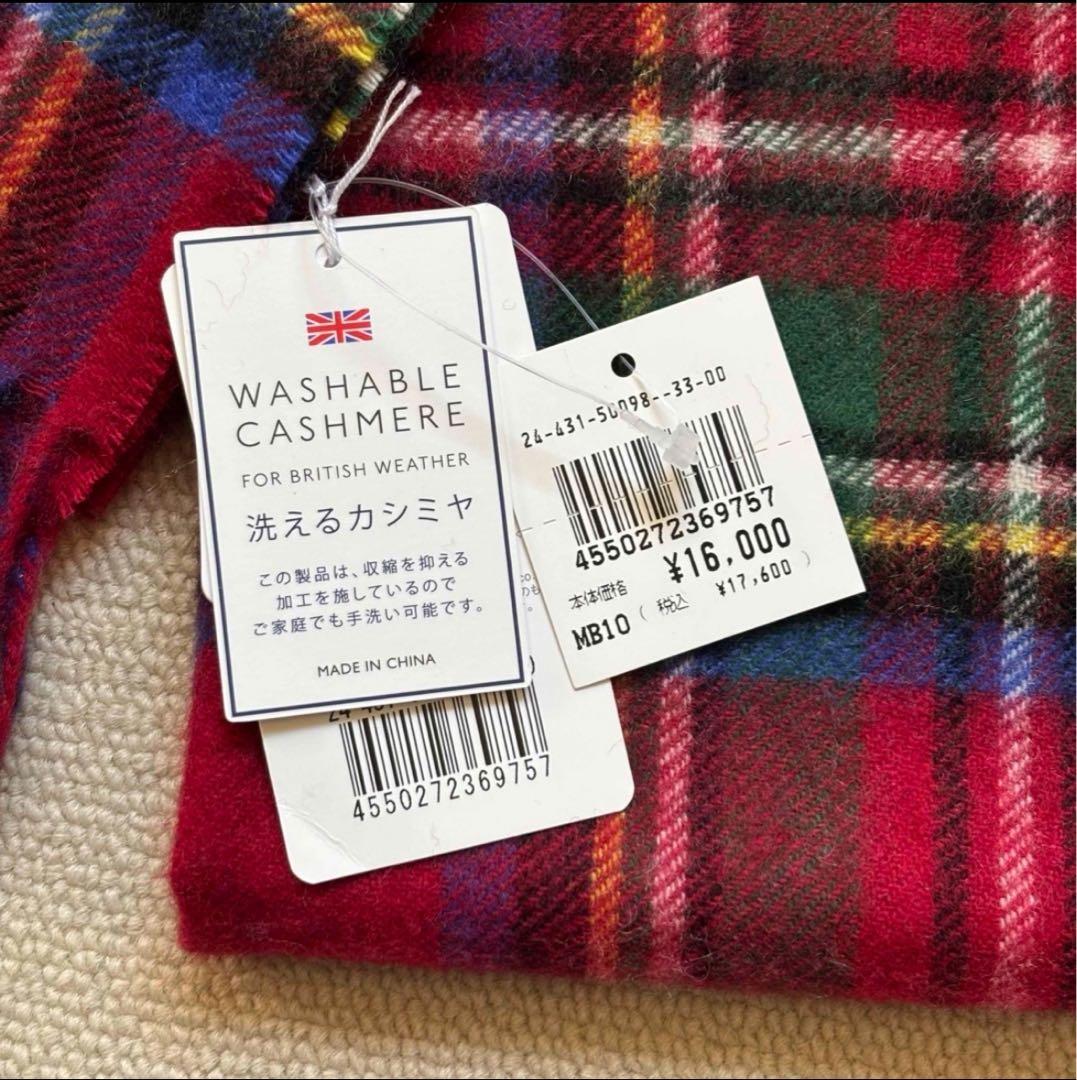 WASHABLE
CASHMERE
FOR BRITISH WEATHER
洗えるカシミヤ
この製品は、収縮を抑える
加工を施しているので
ご家庭でも手洗い可能です。
MADE IN CHINA
24-431-50098--33-00
4550272369757
¥16,000
本体価格
(税込 ¥17,600)
MB10
4550272369757